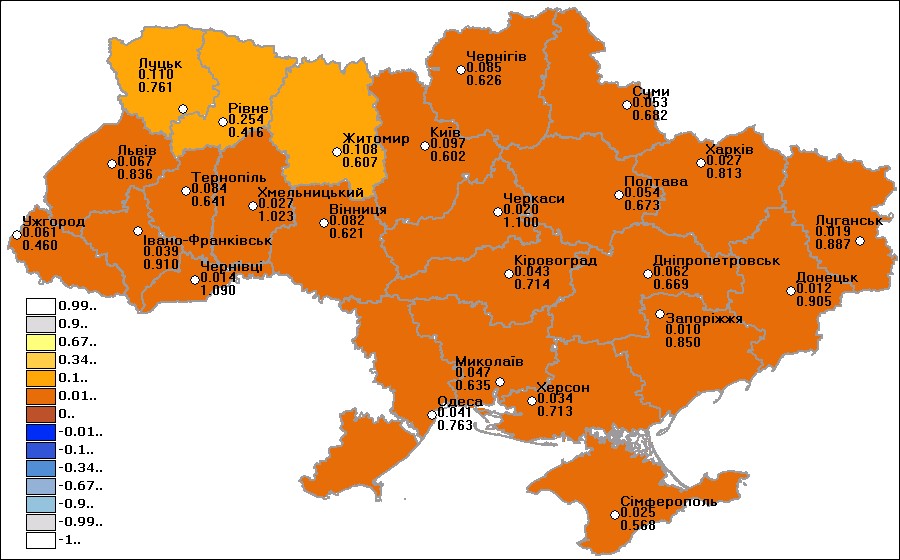 Луцьк
0.110
0.761
Рівне
0.254
0.416
Житомир
0.108
0.607
Чернігів
0.085
0.626
Суми
0.053
0.682
Київ
0.097
0.602
Львів
0.067
0.836
Тернопіль
0.084
0.641
Хмельницький
0.027
1.023
Вінниця
0.082
0.621
Харків
0.027
0.813
Полтава
0.054
0.673
Черкаси
0.020
1.100
Ужгород
0.061
0.460
Івано-Франківськ
0.039
0.910
Чернівці
0.014
1.090
Кіровоград
0.043
0.714
Дніпропетровськ
0.062
0.669
Луганськ
0.019
0.887
Донецьк
0.012
0.905
Запоріжжя
0.010
0.850
Миколаїв
0.047
0.635
Херсон
0.034
0.713
Одеса
0.041
0.763
Сімферополь
0.025
0.568
0.99..
0.9..
0.67..
0.34..
0.1..
0.01..
0..
-0.01..
-0.1..
-0.34..
-0.67..
-0.9..
-0.99..
-1..